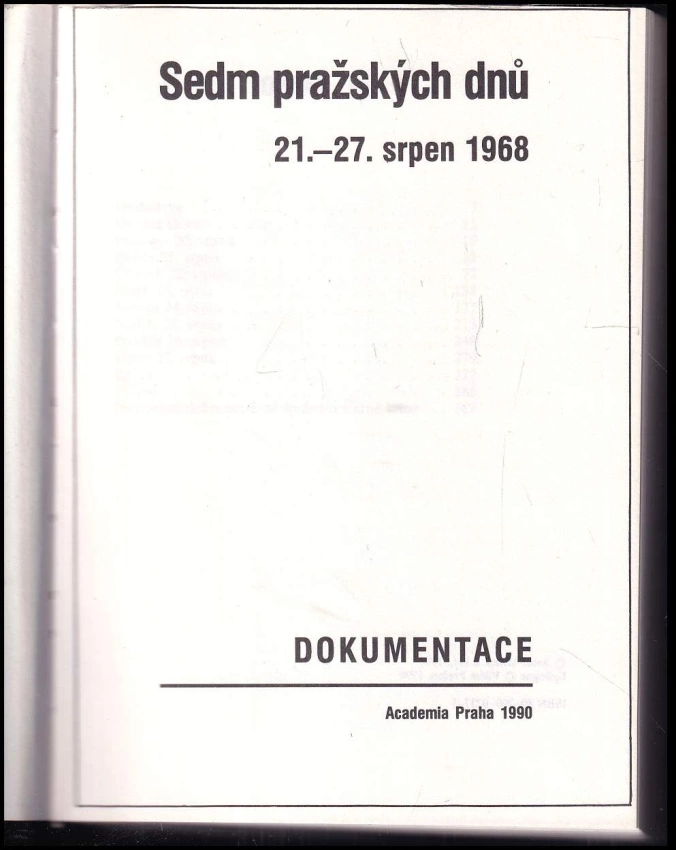 Sedm pražských dnů
21.–27. srpen 1968
DOKUMENTACE
Academia Praha 1990